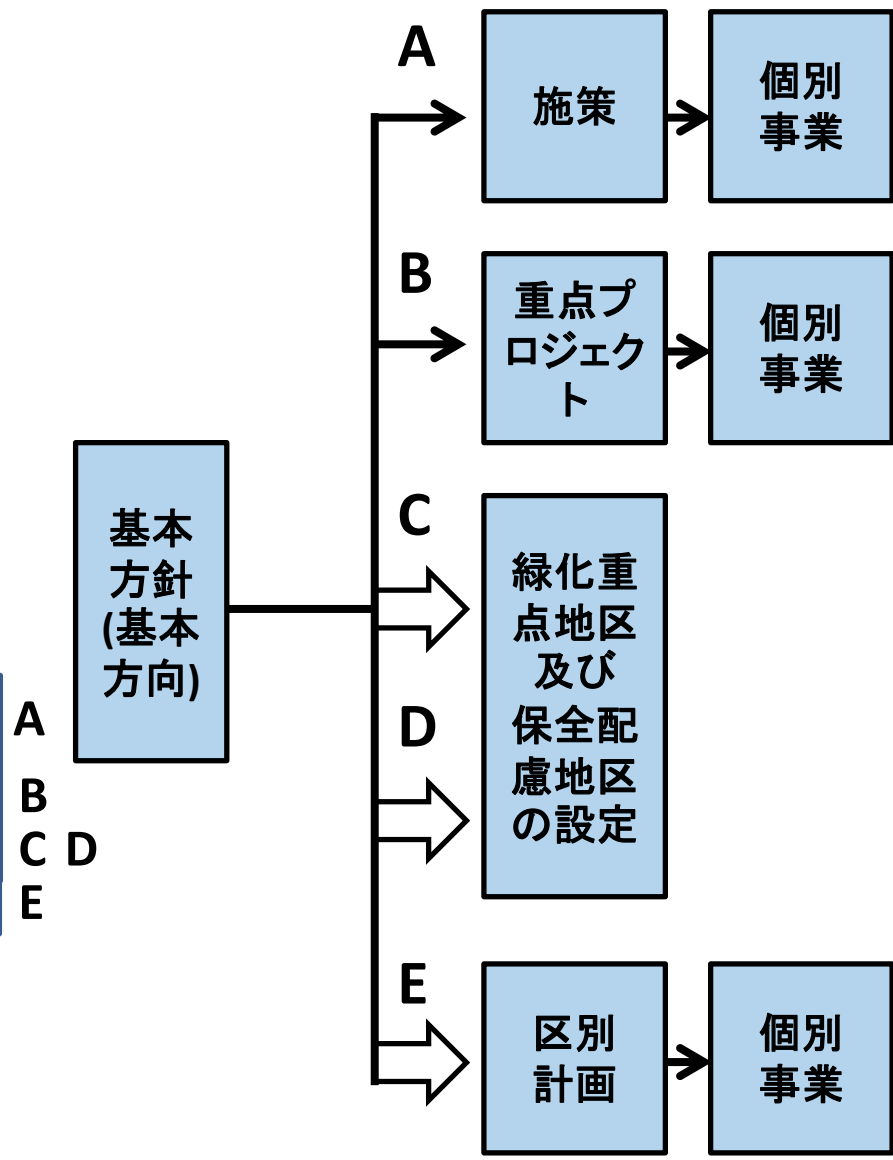 A
施策
個別
事業
B
重点プ
ロジェク
ト
個別
事業
基本
方針
(基本
方向)
C
緑化重
点地区
及び
保全配
慮地区
の設定
D
A
B
C D
E
E
区別
計画
個別
事業